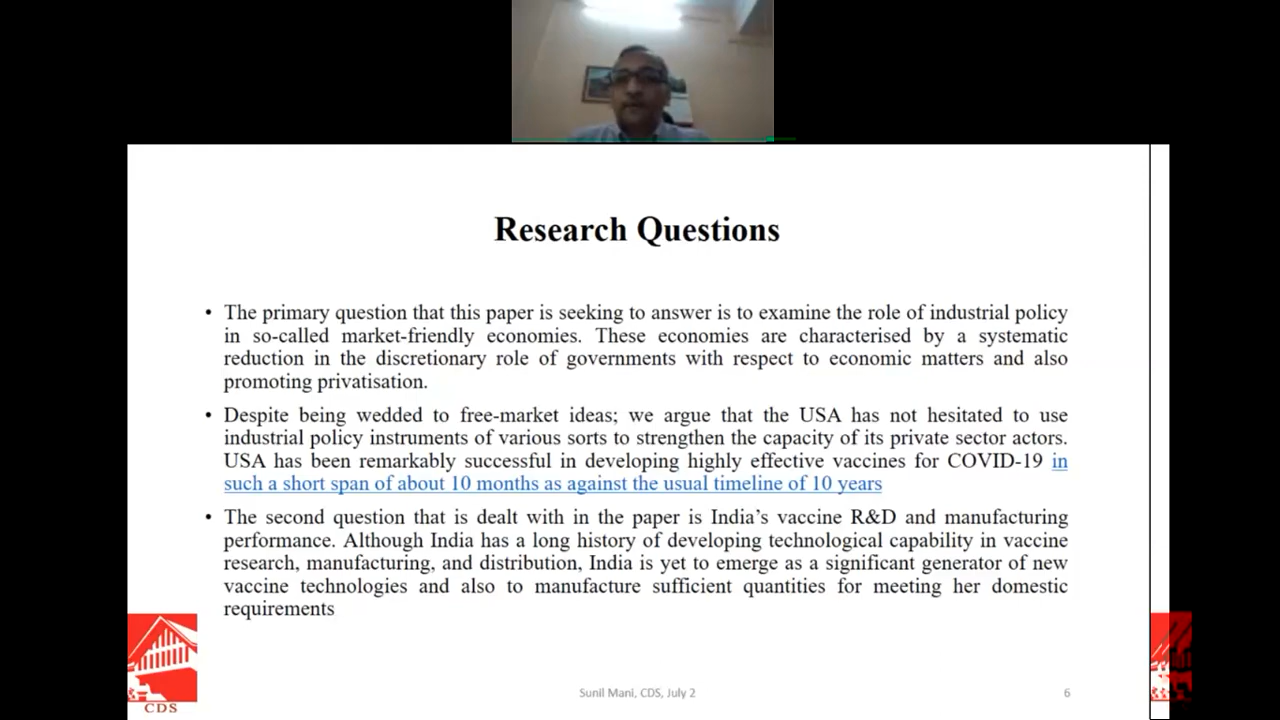 Research Questions
• The primary question that this paper is seeking to answer is to examine the role of industrial policy
in so-called market-friendly economies. These economies are characterised by a systematic
reduction in the discretionary role of governments with respect to economic matters and also
promoting privatisation.
• Despite being wedded to free-market ideas; we argue that the USA has not hesitated to use
industrial policy instruments of various sorts to strengthen the capacity of its private sector actors.
USA has been remarkably successful in developing highly effective vaccines for COVID-19 in
such a short span of about 10 months as against the usual timeline of 10 years
• The second question that is dealt with in the paper is India’s vaccine R&D and manufacturing
performance. Although India has a long history of developing technological capability in vaccine
research, manufacturing, and distribution, India is yet to emerge as a significant generator of new
vaccine technologies and also to manufacture sufficient quantities for meeting her domestic
requirements
CDS
Sunil Mani, CDS, July 2
6